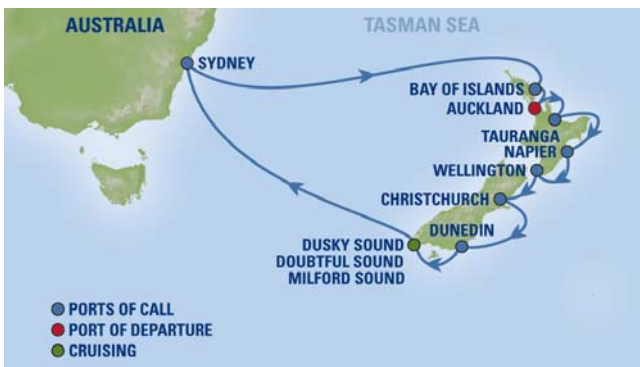 AUSTRALIA
TASMAN SEA
SYDNEY
BAY OF ISLANDS
AUCKLAND
TAURANGA
NAPIER
WELLINGTON
CHRISTCHURCH
DUNEDIN
DUSKY SOUND
DOUBTFUL SOUND
MILFORD SOUND
PORTS OF CALL
PORT OF DEPARTURE
CRUISING